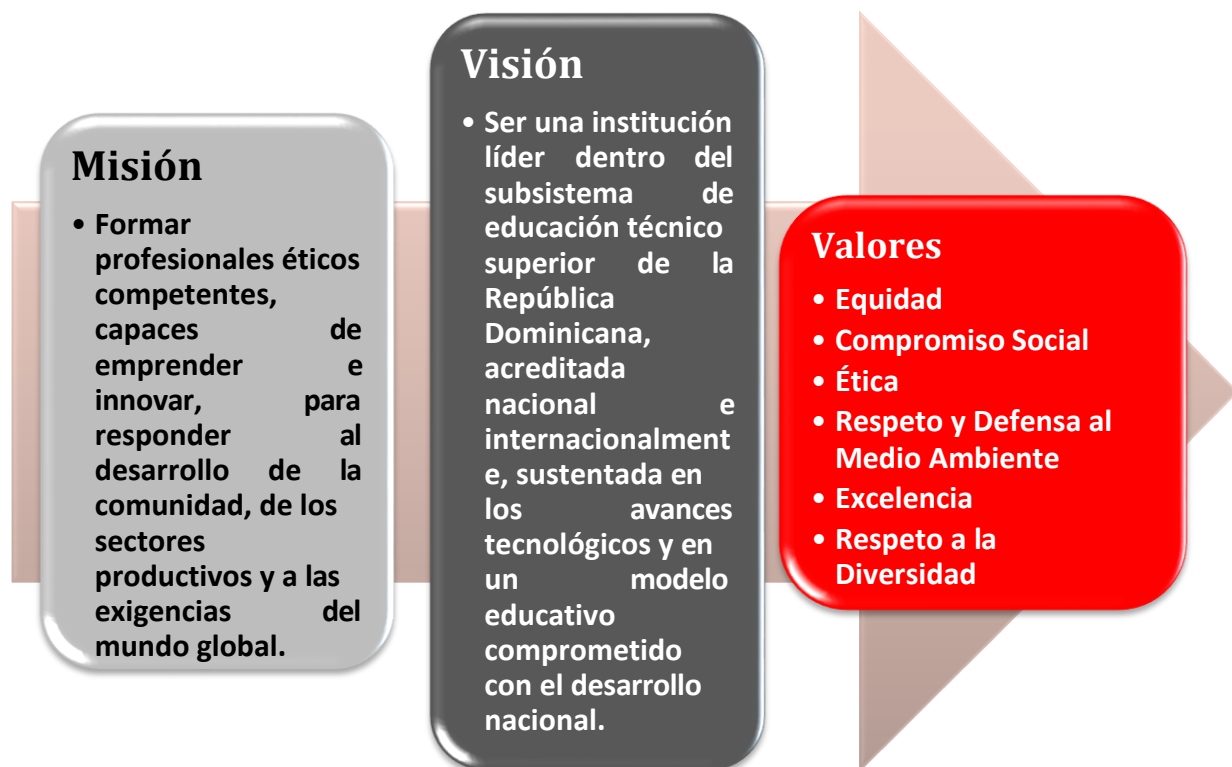 Misión
• Formar
profesionales éticos
competentes,
capaces de
emprender e
innovar, para
responder al
desarrollo de la
comunidad, de los
sectores
productivos y a las
exigencias del
mundo global.
Visión
• Ser una institución
líder dentro del
subsistema de
educación técnico
superior de la
República
Dominicana,
acreditada
nacional e
internacionalment
e, sustentada en
los avances
tecnológicos y en
un modelo
educativo
comprometido
con el desarrollo
nacional.
Valores
• Equidad
• Compromiso Social
• Ética
• Respeto y Defensa al
Medio Ambiente
• Excelencia
• Respeto a la
Diversidad